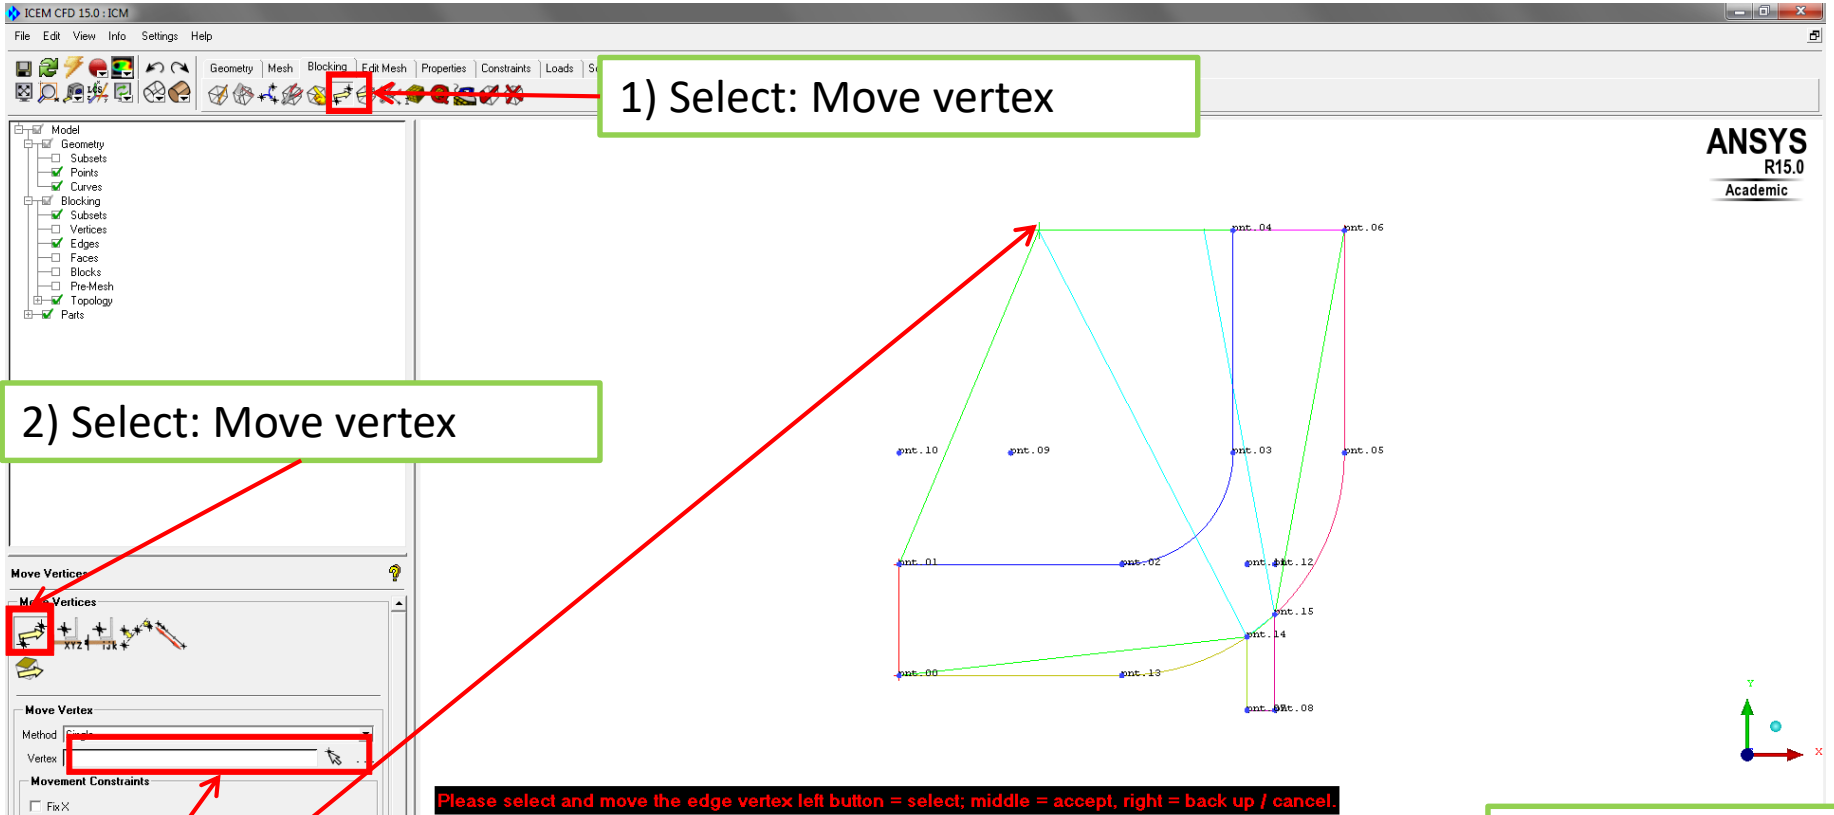 ICEM CFD 15.0 : ICM
File Edit View Info Settings Help
Geometry Mesh Blocking Edit Mesh Properties Constraints Loads
1) Select: Move vertex
Model
Geometry
Subsets
Points
Curves
Blocking
Subsets
Vertices
Edges
Faces
Blocks
Pre-Mesh
Topology
Parts
ANSYS
R15.0
Academic
pnt.04 pnt.06
2) Select: Move vertex
pnt.10 pnt.09 pnt.03 pnt.05
pnt.01 pnt.02 pnt.12
pnt.15
pnt.14
pnt.00 pnt.13
pnt.08
Move Vertices
Move Vertices
XYZ ijk
Move Vertex
Method Single
Vertex
Movement Constraints
Fix X
Please select and move the edge vertex left button = select; middle = accept, right = back up / cancel.
Y
X